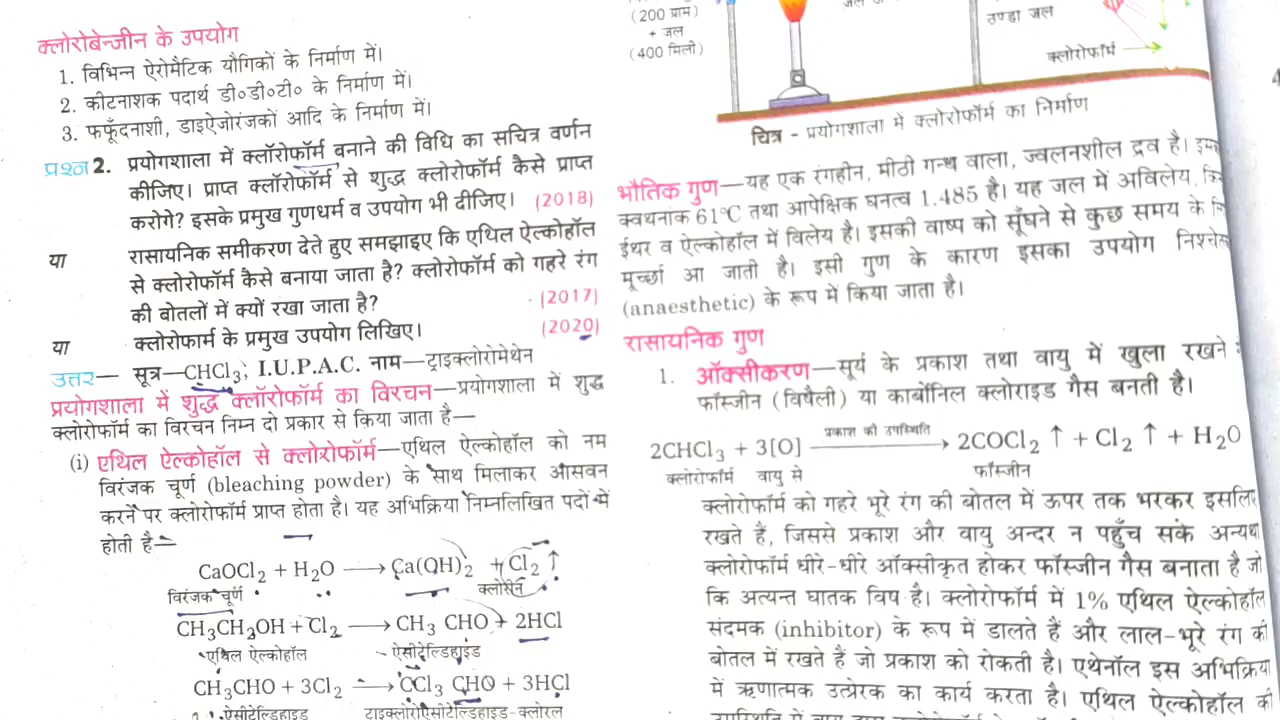 क्लोरोबेन्जीन के उपयोग
1. विभिन्न ऐरोमैटिक यौगिकों के निर्माण में।
2. कीटनाशक पदार्थ डी०डी०टी० के निर्माण में।
3. फफूँदनाशी, डाइऐजोरंजकों आदि के निर्माण में।
प्रश्न 2. प्रयोगशाला में क्लॉरोफॉर्म बनाने की विधि का सचित्र वर्णन
कीजिए। प्राप्त क्लॉरोफॉर्म से शुद्ध क्लोरोफॉर्म कैसे प्राप्त
करोगे? इसके प्रमुख गुणधर्म व उपयोग भी दीजिए। (2018)
या रासायनिक समीकरण देते हुए समझाइए कि एथिल ऐल्कोहॉल
से क्लोरोफॉर्म कैसे बनाया जाता है? क्लोरोफॉर्म को गहरे रंग
की बोतलों में क्यों रखा जाता है? (2017)
या क्लोरोफार्म के प्रमुख उपयोग लिखिए। (2020)
उत्तर— सूत्र—CHCl3; I.U.P.A.C. नाम—ट्राइक्लोरोमेथेन
प्रयोगशाला में शुद्ध क्लॉरोफॉर्म का विरचन—प्रयोगशाला में शुद्ध
क्लोरोफॉर्म का विरचन निम्न दो प्रकार से किया जाता है—
(i) एथिल ऐल्कोहॉल से क्लोरोफॉर्म—एथिल ऐल्कोहॉल को नम
विरंजक चूर्ण (bleaching powder) के साथ मिलाकर आसवन
करने पर क्लोरोफॉर्म प्राप्त होता है। यह अभिक्रिया निम्नलिखित पदों में
होती है—
CaOCl2 + H2O ⟶ Ca(OH)2 + Cl2 ↑
विरंजक चूर्ण क्लोरीन
CH3CH2OH + Cl2 ⟶ CH3 CHO + 2HCl
एथिल ऐल्कोहॉल ऐसीटेल्डिहाइड
CH3CHO + 3Cl2 ⟶ CCl3 CHO + 3HCl
ऐसीटेल्डिहाइड ट्राइक्लोरोऐसीटेल्डिहाइड-क्लोरल
(200 ग्राम)
+ जल
(400 मिली)
उण्डा जल
क्लोरोफॉर्म
चित्र - प्रयोगशाला में क्लोरोफॉर्म का निर्माण
भौतिक गुण—यह एक रंगहीन, मीठी गन्ध वाला, ज्वलनशील द्रव है।
क्वथनांक 61°C तथा आपेक्षिक घनत्व 1.485 है। यह जल में अविलेय,
ईथर व ऐल्कोहॉल में विलेय है। इसकी वाष्प को सूँघने से कुछ समय के
मूर्च्छा आ जाती है। इसी गुण के कारण इसका उपयोग
(anaesthetic) के रूप में किया जाता है।
रासायनिक गुण
1. ऑक्सीकरण—सूर्य के प्रकाश तथा वायु में खुला रखने
फॉस्जीन (विषैली) या कार्बोनिल क्लोराइड गैस बनती है।
2CHCl3 + 3[O] प्रकाश की उपस्थिति ⟶ 2COCl2 ↑ + Cl2 ↑ + H2O
क्लोरोफॉर्म वायु से फॉस्जीन
क्लोरोफॉर्म को गहरे भूरे रंग की बोतल में ऊपर तक भरकर इसलिए
रखते हैं, जिससे प्रकाश और वायु अन्दर न पहुँच सकें अन्यथा
क्लोरोफॉर्म धीरे-धीरे ऑक्सीकृत होकर फॉस्जीन गैस बनाता है जो
कि अत्यन्त घातक विष है। क्लोरोफॉर्म में 1% एथिल ऐल्कोहॉल
संदमक (inhibitor) के रूप में डालते हैं और लाल-भूरे रंग की
बोतल में रखते हैं जो प्रकाश को रोकती है। एथेनॉल इस अभिक्रिया
में ऋणात्मक उत्प्रेरक का कार्य करता है। एथिल ऐल्कोहॉल की